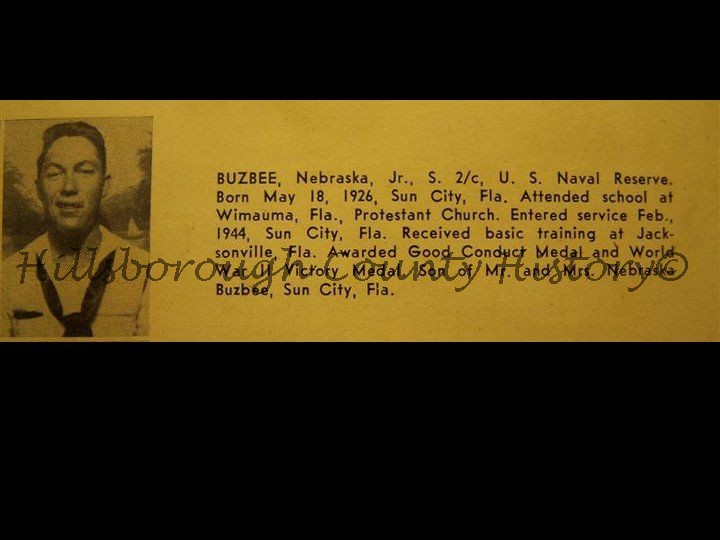 BUZBEE, Nebraska, Jr., S. 2/c, U. S. Naval Reserve.
Born May 18, 1926, Sun City, Fla. Attended school at
Wimauma, Fla., Protestant Church. Entered service Feb.,
1944, Sun City, Fla. Received basic training at Jack-
sonville, Fla. Awarded Good Conduct Medal and World
War II Victory Medal. Son of Mr. and Mrs. Nebraska
Buzbee, Sun City, Fla.
Hillsborough County History©